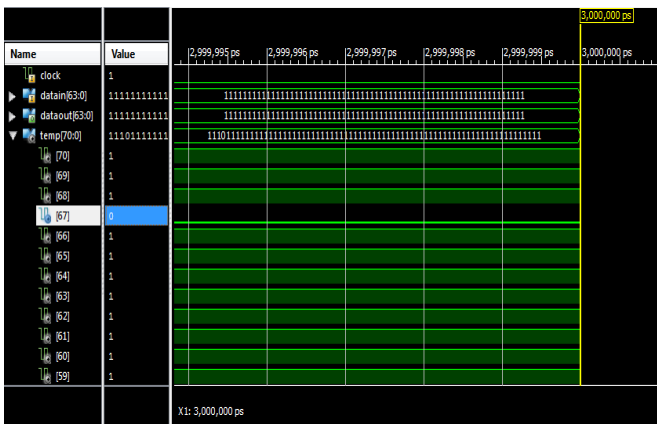 3,000,000 ps
Name Value 2,999,995 ps 2,999,996 ps 2,999,997 ps 2,999,998 ps 2,999,999 ps 3,000,000 ps
clock 1
datain[63:0] 11111111111 1111111111111111111111111111111111111111111111111111111111111111
dataout[63:0] 11111111111 1111111111111111111111111111111111111111111111111111111111111111
temp[70:0] 11101111111 11101111111111111111111111111111111111111111111111111111111111111111111
[70] 1
[69] 1
[68] 1
[67] 0
[66] 1
[65] 1
[64] 1
[63] 1
[62] 1
[61] 1
[60] 1
[59] 1
X1: 3,000,000 ps